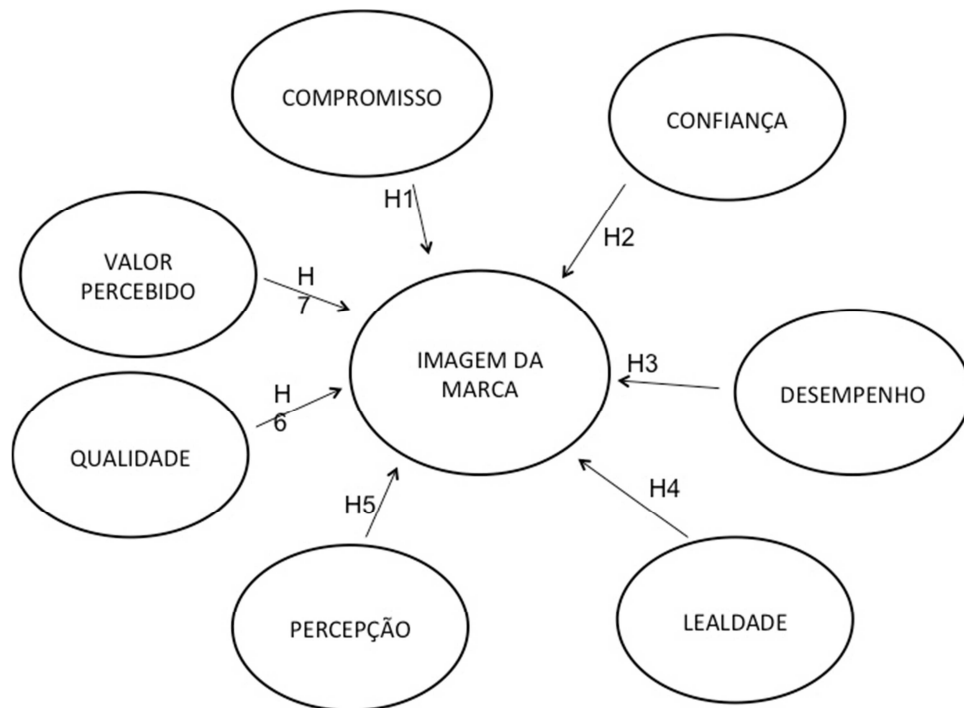 COMPROMISSO
CONFIANÇA
H1
H2
VALOR
PERCEBIDO
H
7
IMAGEM DA
MARCA
H3
DESEMPENHO
H
6
QUALIDADE
H5
H4
PERCEPÇÃO
LEALDADE